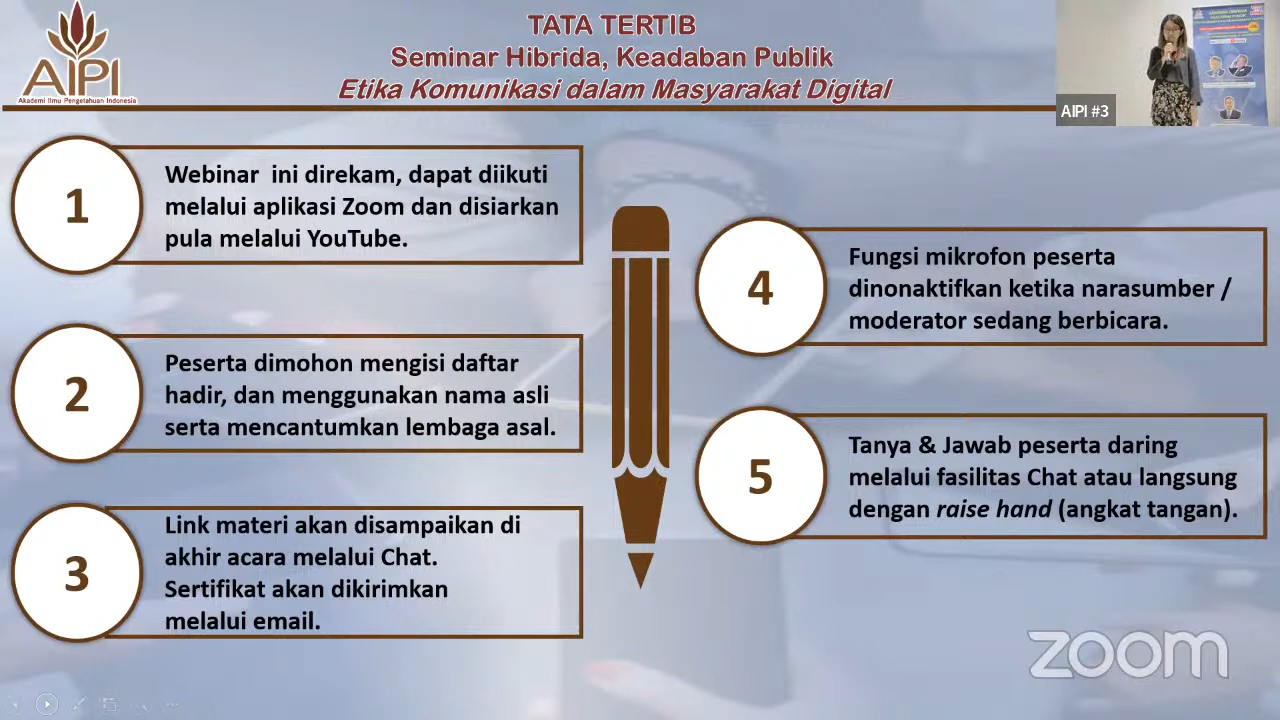 AIPI
Akademi Ilmu Pengetahuan Indonesia
TATA TERTIB
Seminar Hibrida, Keadaban Publik
Etika Komunikasi dalam Masyarakat Digital
AIPI #3
1
Webinar ini direkam, dapat diikuti
melalui aplikasi Zoom dan disiarkan
pula melalui YouTube.
2
Peserta dimohon mengisi daftar
hadir, dan menggunakan nama asli
serta mencantumkan lembaga asal.
3
Link materi akan disampaikan di
akhir acara melalui Chat.
Sertifikat akan dikirimkan
melalui email.
4
Fungsi mikrofon peserta
dinonaktifkan ketika narasumber /
moderator sedang berbicara.
5
Tanya & Jawab peserta daring
melalui fasilitas Chat atau langsung
dengan raise hand (angkat tangan).
zoom